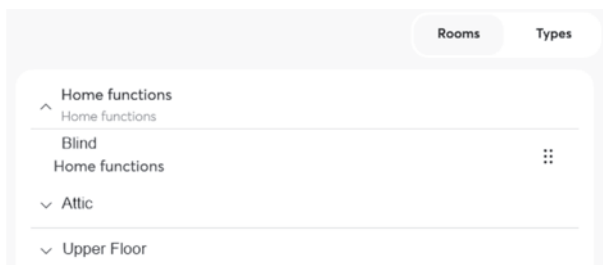 Rooms Types
Home functions
Home functions
Blind
Home functions
Attic
Upper Floor